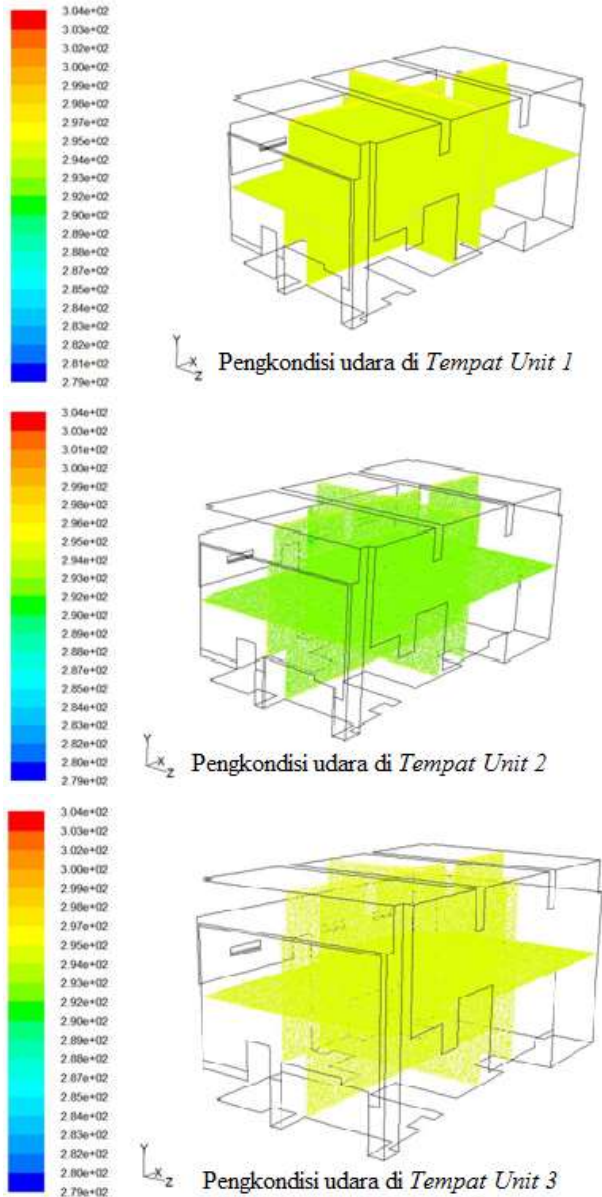 3.04e+02
3.02e+02
3.00e+02
2.99e+02
2.98e+02
2.96e+02
2.97e+02
2.95e+02
2.93e+02
2.92e+02
2.90e+02
2.89e+02
2.88e+02
2.87e+02
2.85e+02
2.84e+02
2.83e+02
2.82e+02
2.81e+02
2.79e+02
Y
X
Z
Pengkondisi udara di Tempat Unit 1
3.04e+02
3.03e+02
3.01e+02
3.00e+02
2.99e+02
2.98e+02
2.96e+02
2.95e+02
2.94e+02
2.93e+02
2.91e+02
2.90e+02
2.89e+02
2.88e+02
2.87e+02
2.85e+02
2.84e+02
2.83e+02
2.82e+02
2.80e+02
2.79e+02
Y
X
Z
Pengkondisi udara di Tempat Unit 2
3.04e+02
3.03e+02
3.02e+02
3.00e+02
2.99e+02
2.98e+02
2.97e+02
2.95e+02
2.94e+02
2.93e+02
2.92e+02
2.90e+02
2.89e+02
2.88e+02
2.87e+02
2.85e+02
2.84e+02
2.83e+02
2.82e+02
2.80e+02
2.79e+02
Y
X
Z
Pengkondisi udara di Tempat Unit 3